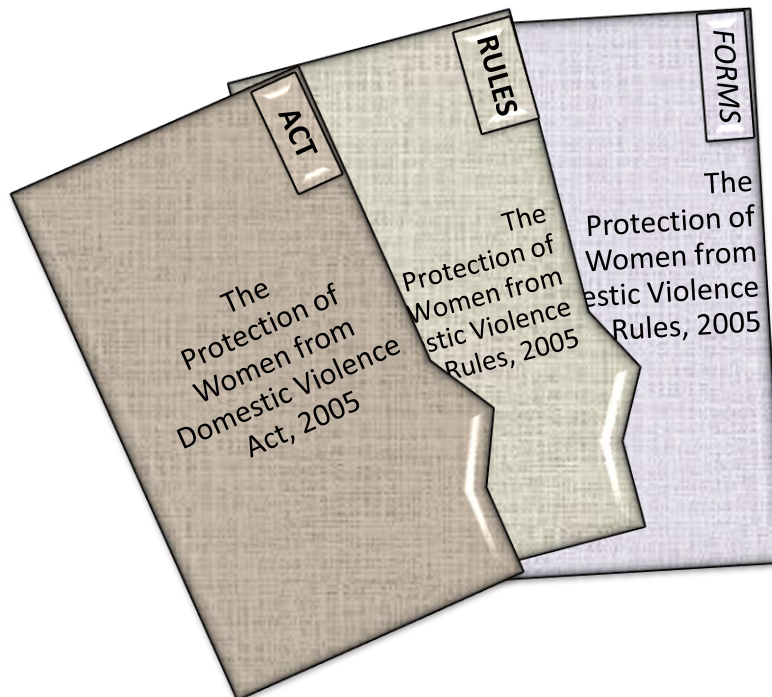 ACT
The
Protection of
Women from
Domestic Violence
Act, 2005
RULES
The
Protection of
Women from
stic Violence
Rules, 2005
FORMS
The
Protection of
Women from
estic Violence
Rules, 2005